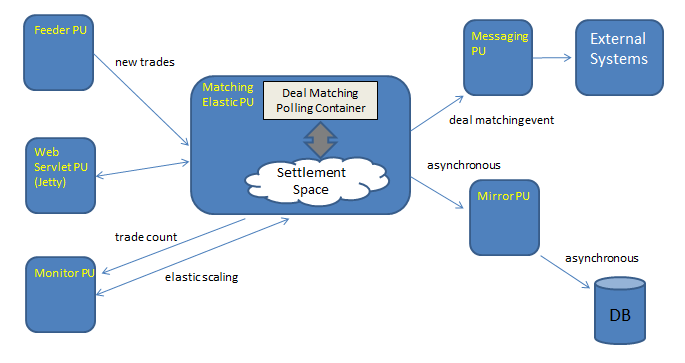 Feeder PU
new trades
Matching
Elastic PU
Deal Matching
Polling Container
Settlement
Space
Messaging
PU
External
Systems
deal matching event
Web
Servlet PU
(Jetty)
asynchronous
Mirror PU
trade count
elastic scaling
Monitor PU
asynchronous
DB